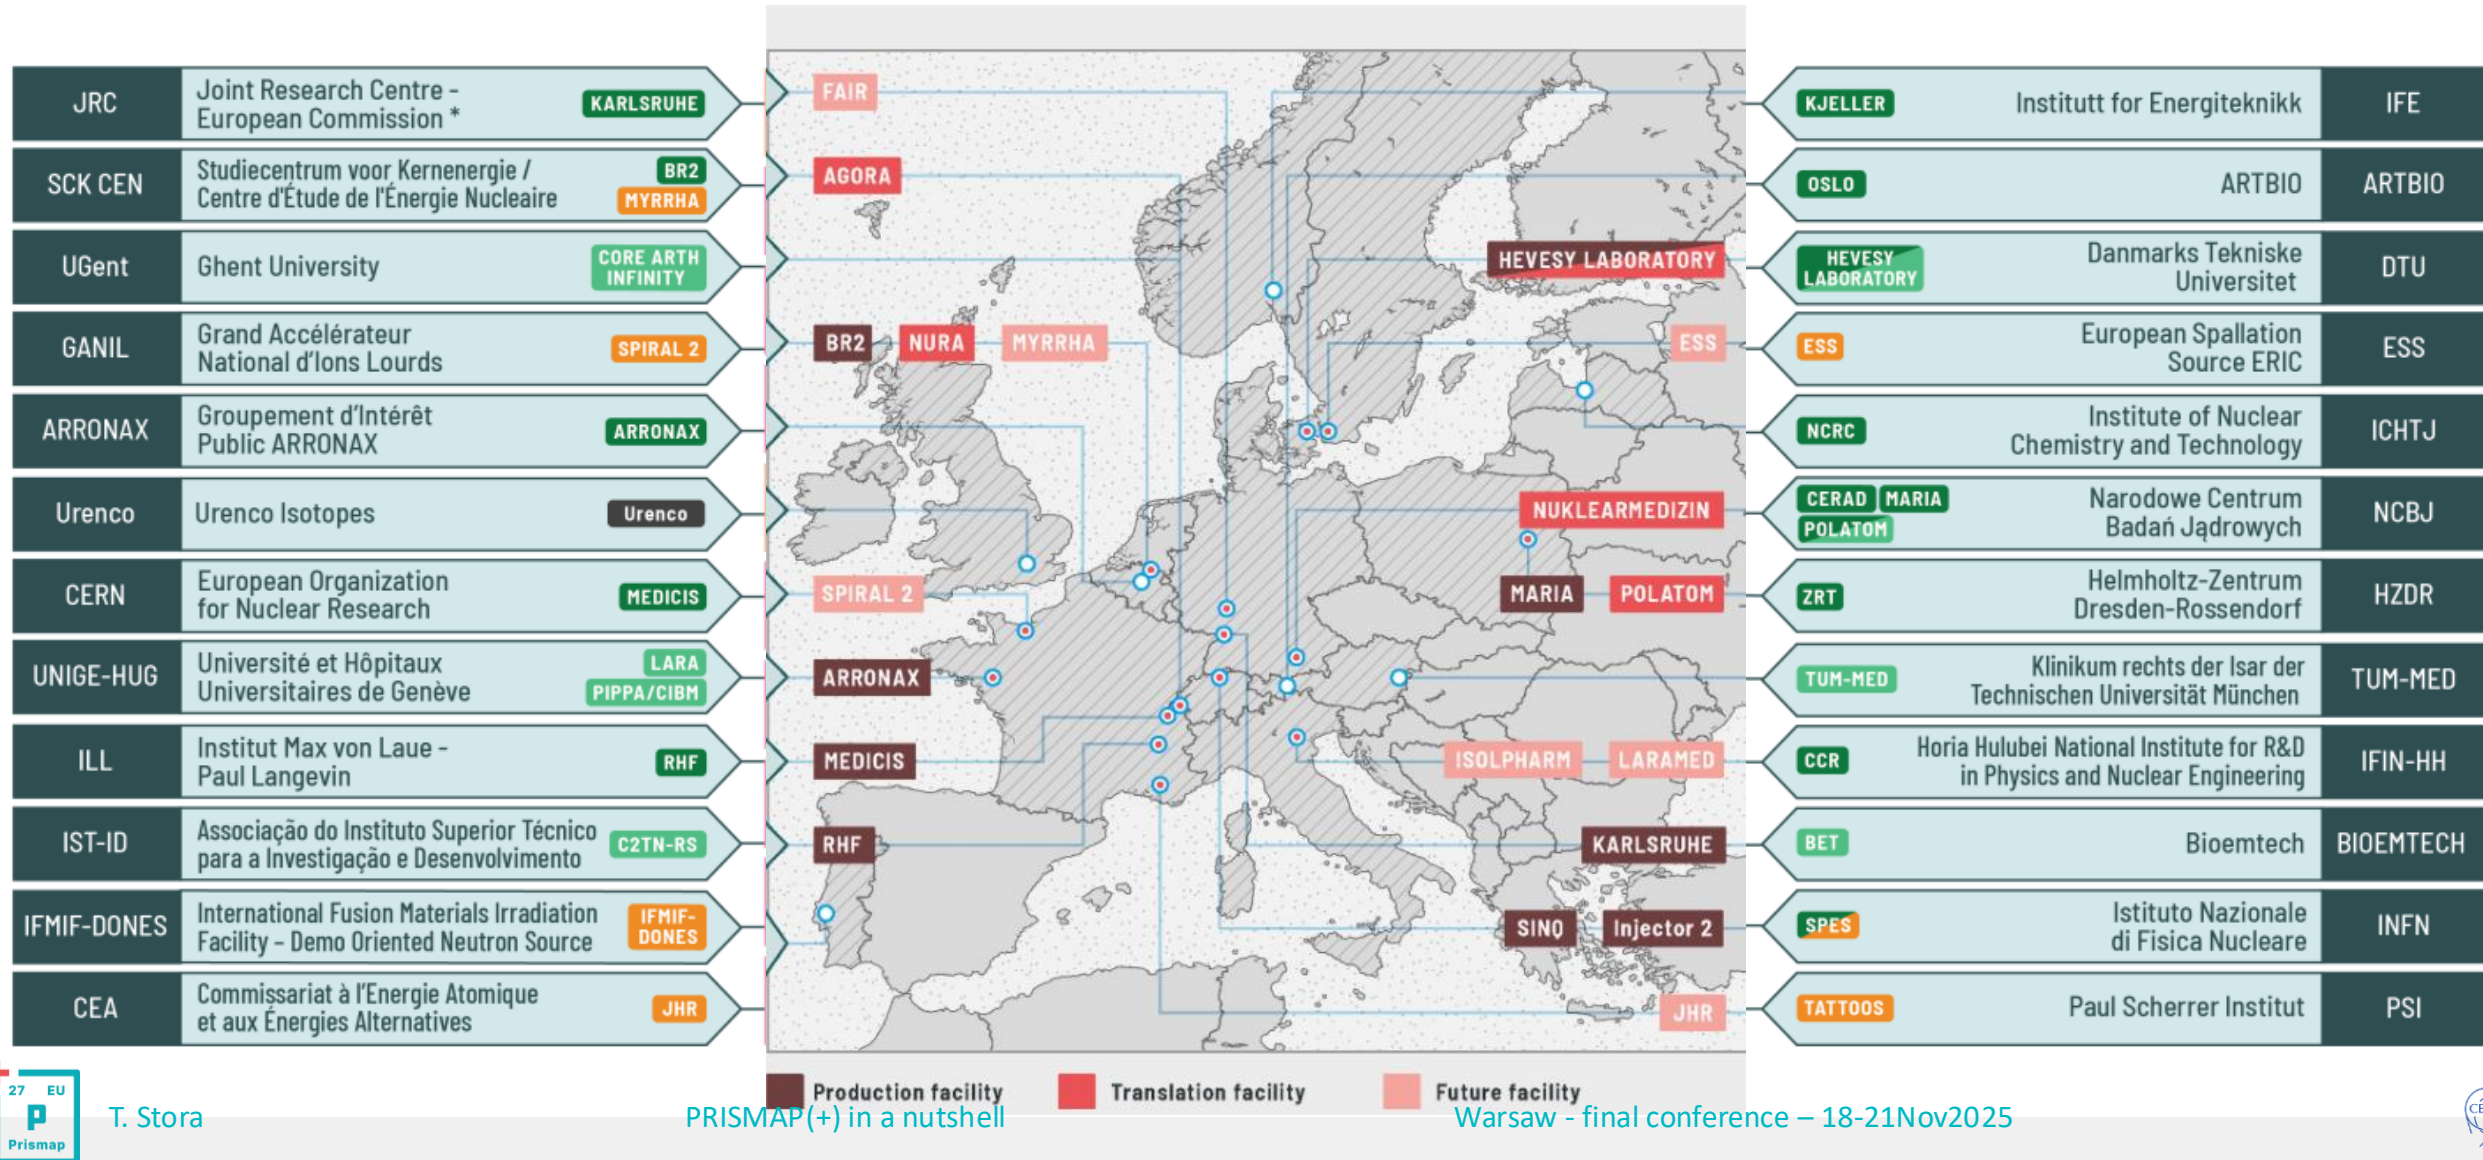 JRC
Joint Research Centre -
European Commission *
KARLSRUHE
SCK CEN
Studiecentrum voor Kernenergie /
Centre d'Étude de l'Énergie Nucleaire
BR2
MYRRHA
UGent
Ghent University
CORE ARTH
INFINITY
GANIL
Grand Accélérateur
National d'Ions Lourds
SPIRAL 2
ARRONAX
Groupement d'Intérêt
Public ARRONAX
ARRONAX
Urenco
Urenco Isotopes
Urenco
CERN
European Organization
for Nuclear Research
MEDICIS
UNIGE-HUG
Université et Hôpitaux
Universitaires de Genève
LARA
PIPPA/CIBM
ILL
Institut Max von Laue -
Paul Langevin
RHF
IST-ID
Associação do Instituto Superior Técnico
para a Investigação e Desenvolvimento
C2TN-RS
IFMIF-DONES
International Fusion Materials Irradiation
Facility – Demo Oriented Neutron Source
IFMIF-
DONES
CEA
Commissariat à l'Energie Atomique
et aux Énergies Alternatives
JHR
FAIR
AGORA
HEVESY LABORATORY
BR2 NURA MYRRHA
ESS
NUKLEARMEDIZIN
SPIRAL 2
MARIA POLATOM
ARRONAX
MEDICIS
ISOLPHARM LARAMED
RHF
KARLSRUHE
SINQ Injector 2
JHR
Production facility
Translation facility
Future facility
KJELLER
Institutt for Energiteknikk
IFE
OSLO
ARTBIO
ARTBIO
HEVESY
LABORATORY
Danmarks Tekniske
Universitet
DTU
ESS
European Spallation
Source ERIC
ESS
NCRC
Institute of Nuclear
Chemistry and Technology
ICHTJ
CERAD MARIA
POLATOM
Narodowe Centrum
Badań Jądrowych
NCBJ
ZRT
Helmholtz-Zentrum
Dresden-Rossendorf
HZDR
TUM-MED
Klinikum rechts der Isar der
Technischen Universität München
TUM-MED
CCR
Horia Hulubei National Institute for R&D
in Physics and Nuclear Engineering
IFIN-HH
BET
Bioemtech
BIOEMTECH
SPES
Istituto Nazionale
di Fisica Nucleare
INFN
TATTOOS
Paul Scherrer Institut
PSI
27 EU
P
Prismap
T. Stora
PRISMAP(+) in a nutshell
Warsaw - final conference – 18-21Nov2025